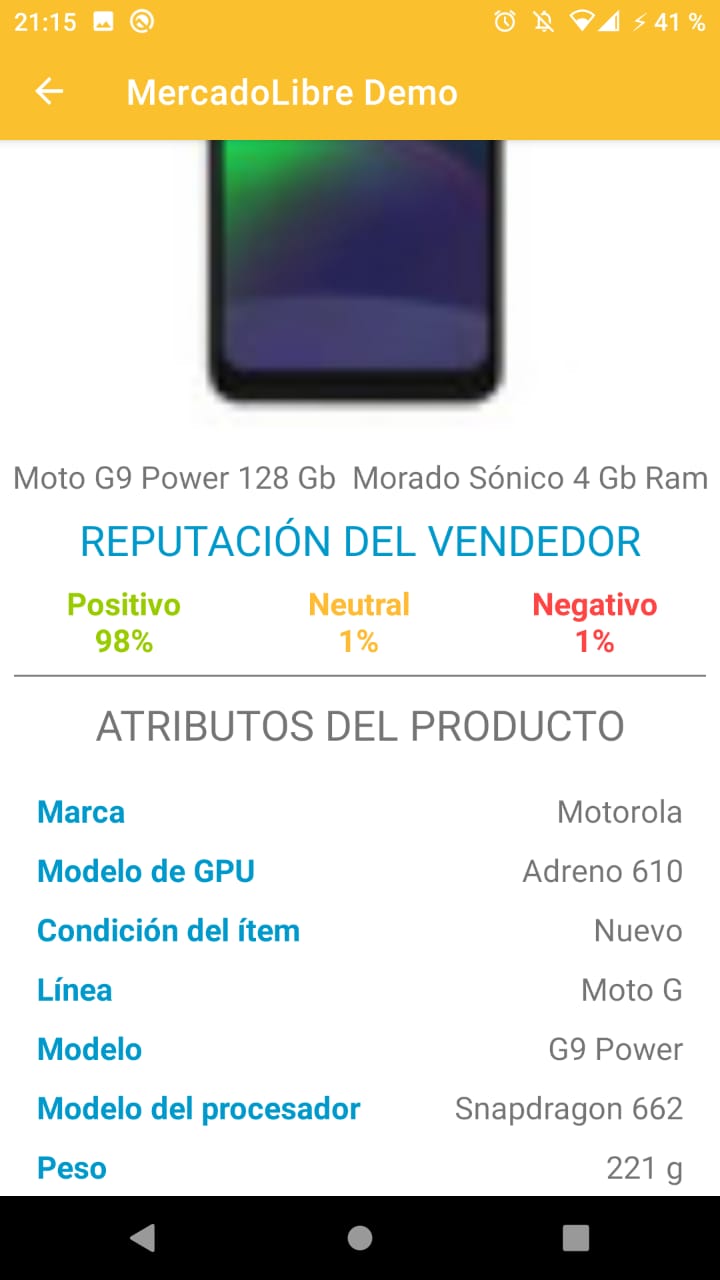 21:15 41 %
MercadoLibre Demo
Moto G9 Power 128 Gb  Morado Sónico 4 Gb Ram
REPUTACIÓN DEL VENDEDOR
Positivo Neutral Negativo
98% 1% 1%
ATRIBUTOS DEL PRODUCTO
Marca Motorola
Modelo de GPU Adreno 610
Condición del ítem Nuevo
Línea Moto G
Modelo G9 Power
Modelo del procesador Snapdragon 662
Peso 221 g